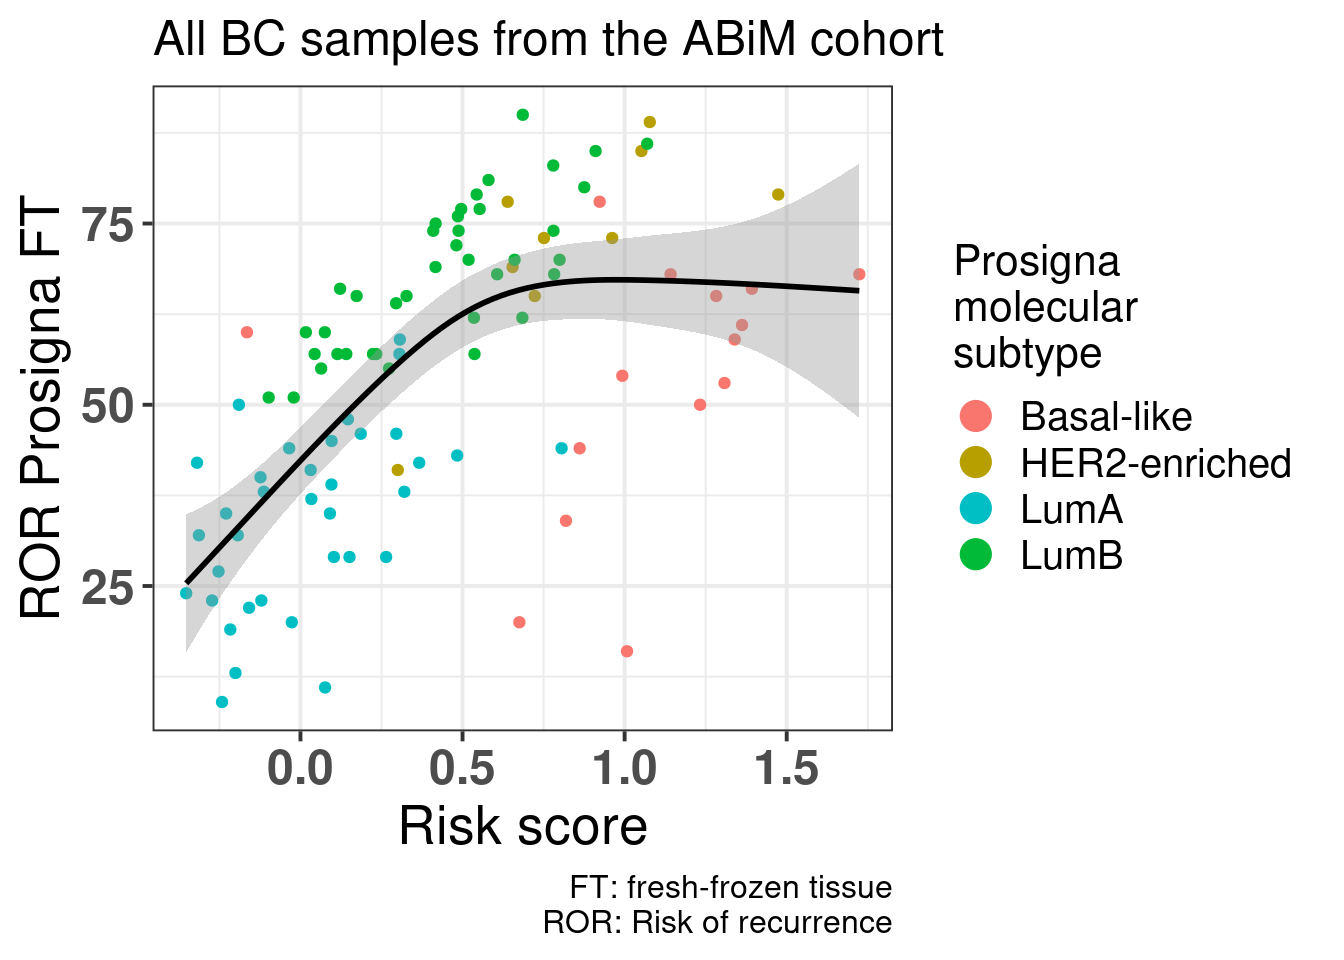 All BC samples from the ABiM cohort
ROR Prosigna FT
75
50
25
0.0 0.5 1.0 1.5
Risk score
Prosigna
molecular
subtype
Basal-like
HER2-enriched
LumA
LumB
FT: fresh-frozen tissue
ROR: Risk of recurrence